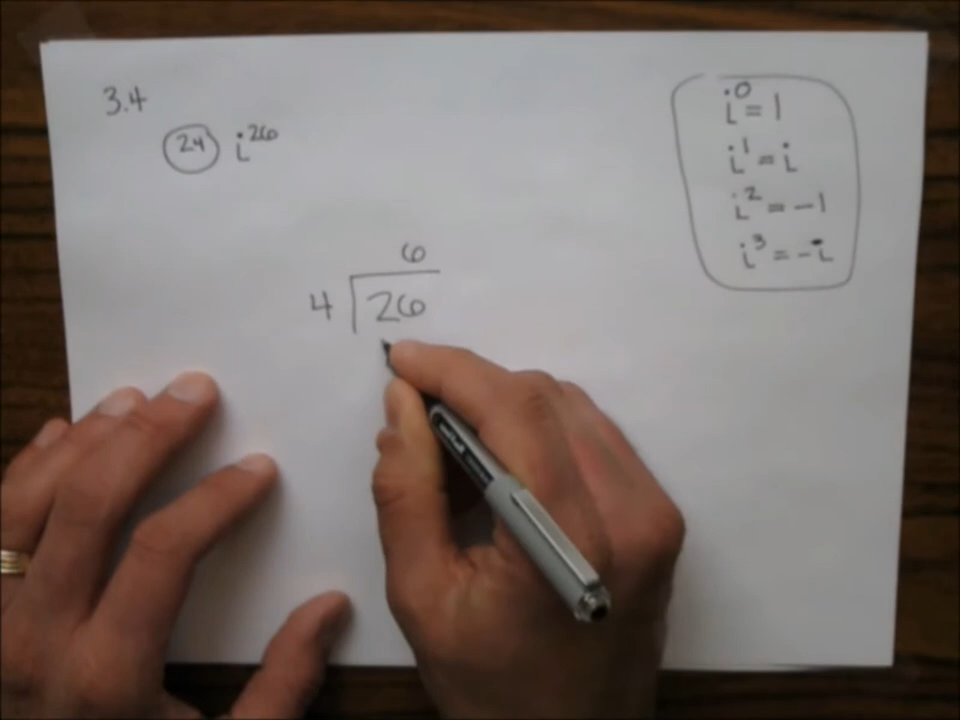 3.4
24 i^26
i^0 = 1
i^1 = i
i^2 = -1
i^3 = -i
6
4 26